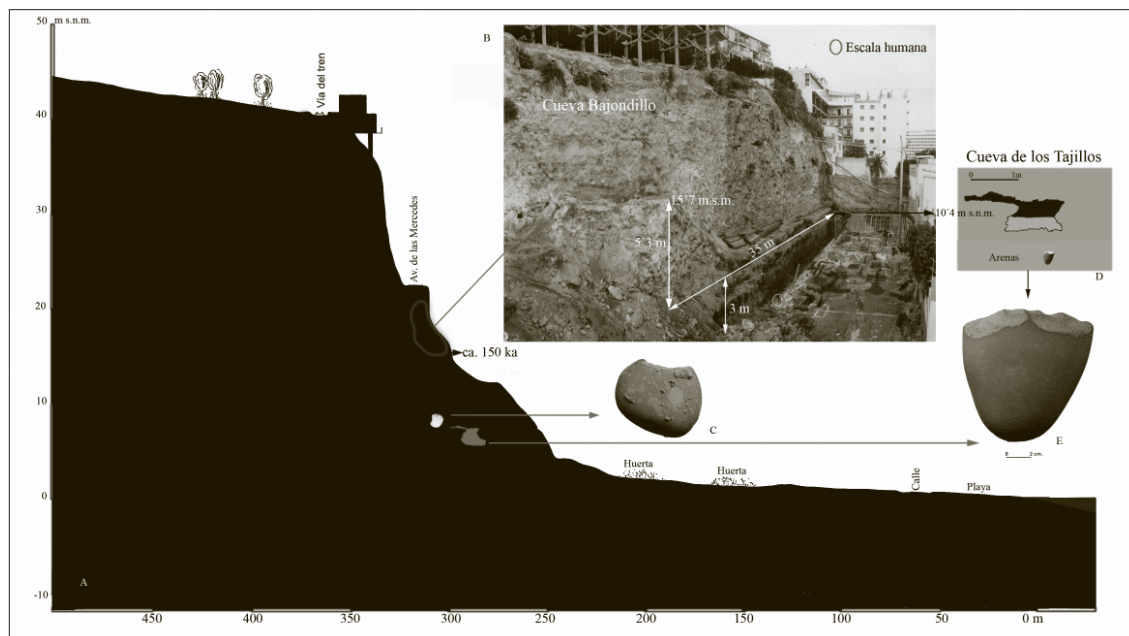 50 m s.n.m.
40
30
20
10
0
-10
Vía del tren
Av. de las Mercedes
ca. 150 ka
B
Escala humana
Cueva Bajondillo
15'7 m.s.m.
5'3 m
35 m
3 m
10'4 m s.n.m.
Cueva de los Tajillos
0 1m
Arenas
D
C
E
0 2 cm.
Huerta
Huerta
Calle
Playa
A
450 400 350 300 250 200 150 100 50 0 m